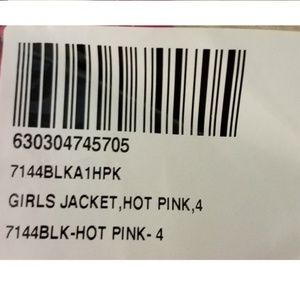 630304745705
7144BLKA1HPK
GIRLS JACKET,HOT PINK,4
7144BLK-HOT PINK- 4